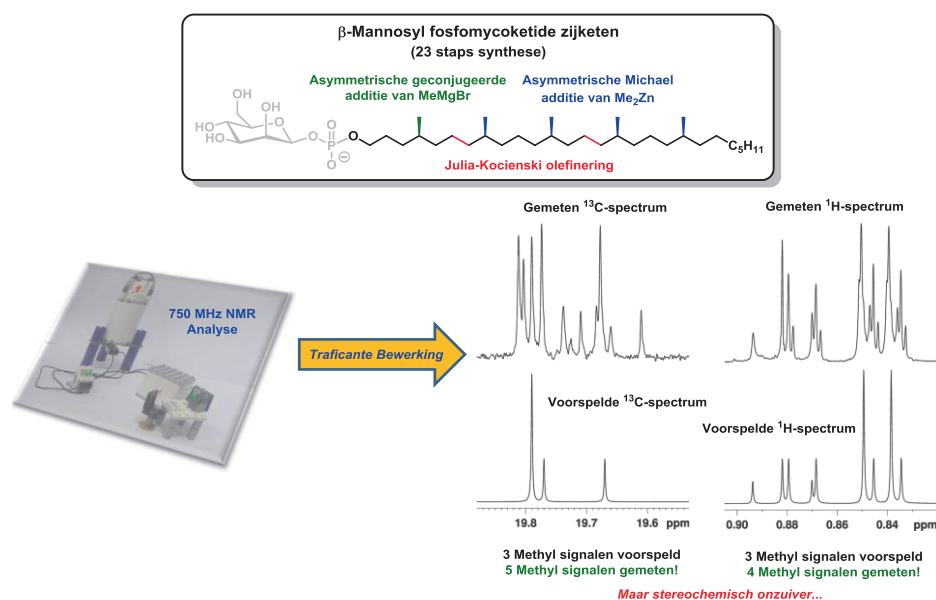 β-Mannosyl fosfomycoketide zijketen
(23 staps synthese)
Asymmetrische geconjugeerde
additie van MeMgBr
Asymmetrische Michael
additie van Me₂Zn
OH
OH
HO
HO
O
O
O
P
O
O
⊖
C₅H₁₁
Julia-Kocienski olefinering
Gemeten ¹³C-spectrum
Gemeten ¹H-spectrum
750 MHz NMR
Analyse
Traficante Bewerking
Voorspelde ¹³C-spectrum
Voorspelde ¹H-spectrum
19.8 19.7 19.6 ppm
0.90 0.88 0.86 0.84 ppm
3 Methyl signalen voorspeld
5 Methyl signalen gemeten!
3 Methyl signalen voorspeld
4 Methyl signalen gemeten!
Maar stereochemisch onzuiver...